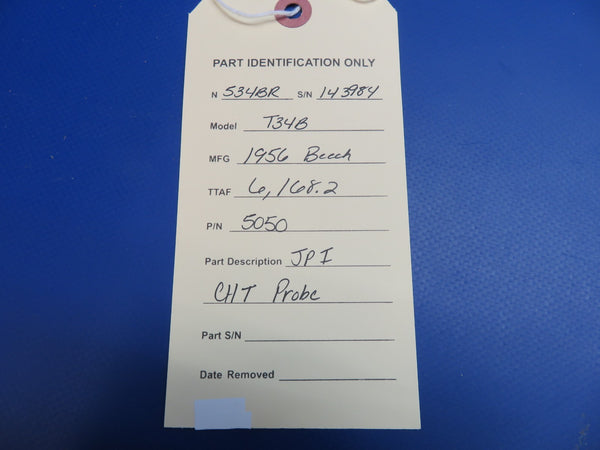 PART IDENTIFICATION ONLY
N 534BR S/N 143984
Model T34B
MFG 1956 Beech
TTAF 6,168.2
P/N 5050
Part Description JPI
CHT Probe
Part S/N
Date Removed